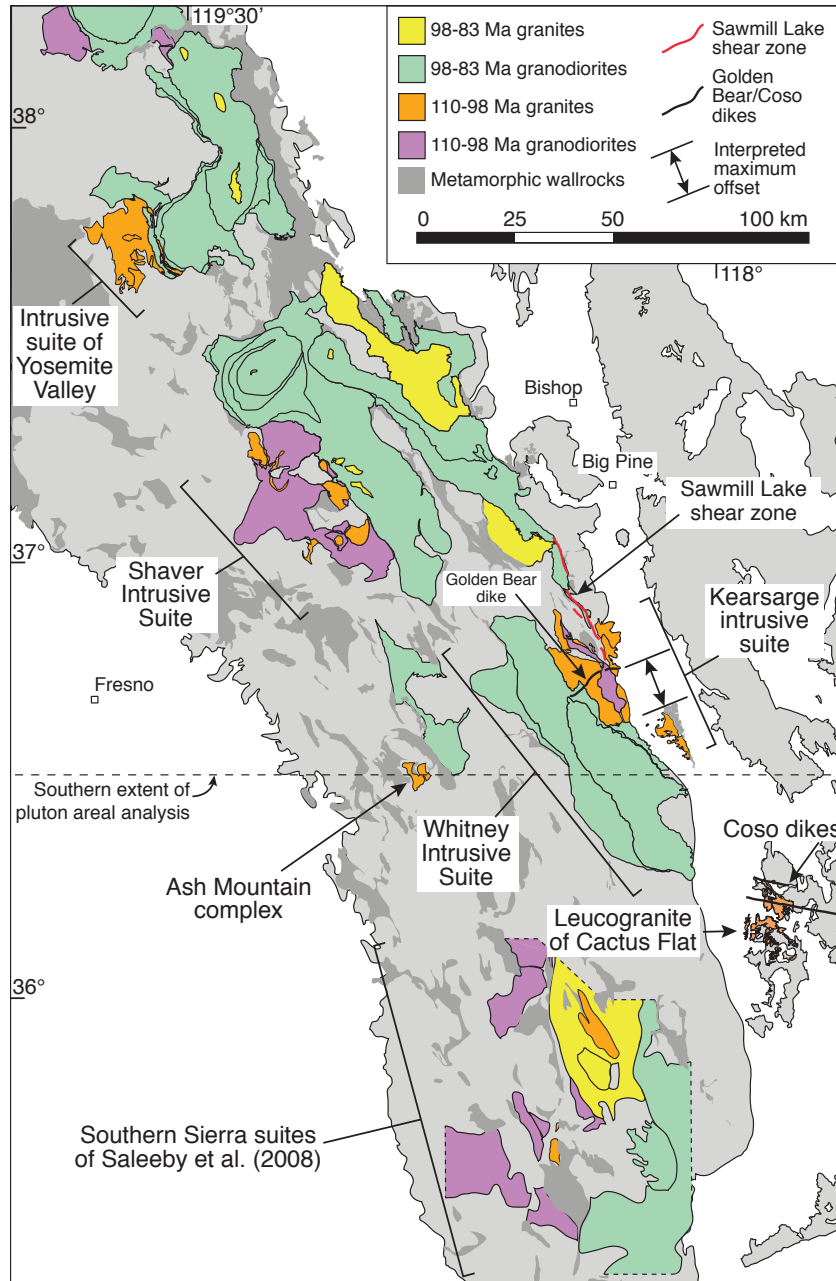 119°30′
98-83 Ma granites
98-83 Ma granodiorites
110-98 Ma granites
110-98 Ma granodiorites
Metamorphic wallrocks
Sawmill Lake
shear zone
Golden
Bear/Coso
dikes
Interpreted
maximum
offset
0 25 50 100 km
38°
118°
Intrusive
suite of
Yosemite
Valley
Bishop
Big Pine
Sawmill Lake
shear zone
37°
Shaver
Intrusive
Suite
Golden Bear
dike
Kearsarge
intrusive
suite
Fresno
Southern extent of
pluton areal analysis
Whitney
Intrusive
Suite
Ash Mountain
complex
Coso dikes
Leucogranite
of Cactus Flat
36°
Southern Sierra suites
of Saleeby et al. (2008)